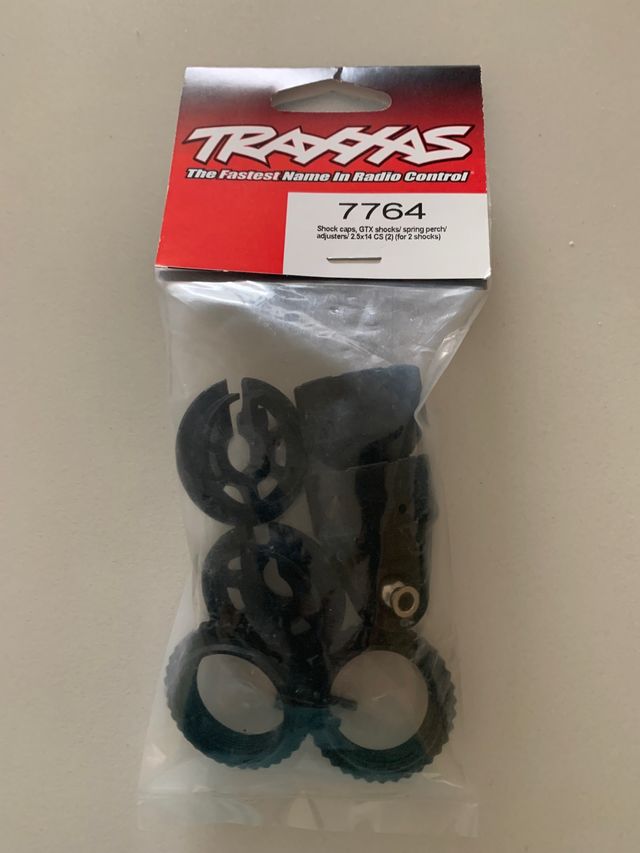 TRAXXAS
The Fastest Name In Radio Control
7764
Shock caps, GTX shocks/ spring perch/
adjusters/ 2.5x14 CS (2) (for 2 shocks)